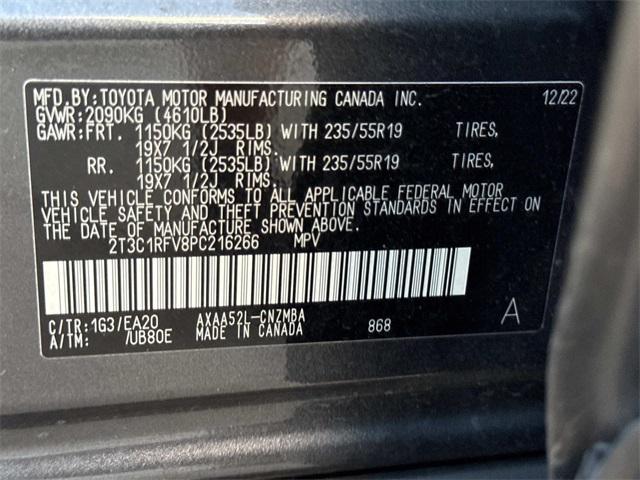 MFD.BY:TOYOTA MOTOR MANUFACTURING CANADA INC. 12/22
GVWR:2090KG (4610LB)
GAWR:FRT. 1150KG (2535LB) WITH 235/55R19 TIRES,
19X7 1/2J RIMS.
RR. 1150KG (2535LB) WITH 235/55R19 TIRES,
19X7 1/2J RIMS.
THIS VEHICLE CONFORMS TO ALL APPLICABLE FEDERAL MOTOR
VEHICLE SAFETY AND THEFT PREVENTION STANDARDS IN EFFECT ON
THE DATE OF MANUFACTURE SHOWN ABOVE.
2T3C1RFV8PC216266 MPV
C/TR:1G3/EA20 AXAA52L-CNZMBA A
A/TM: /UB80E MADE IN CANADA 868